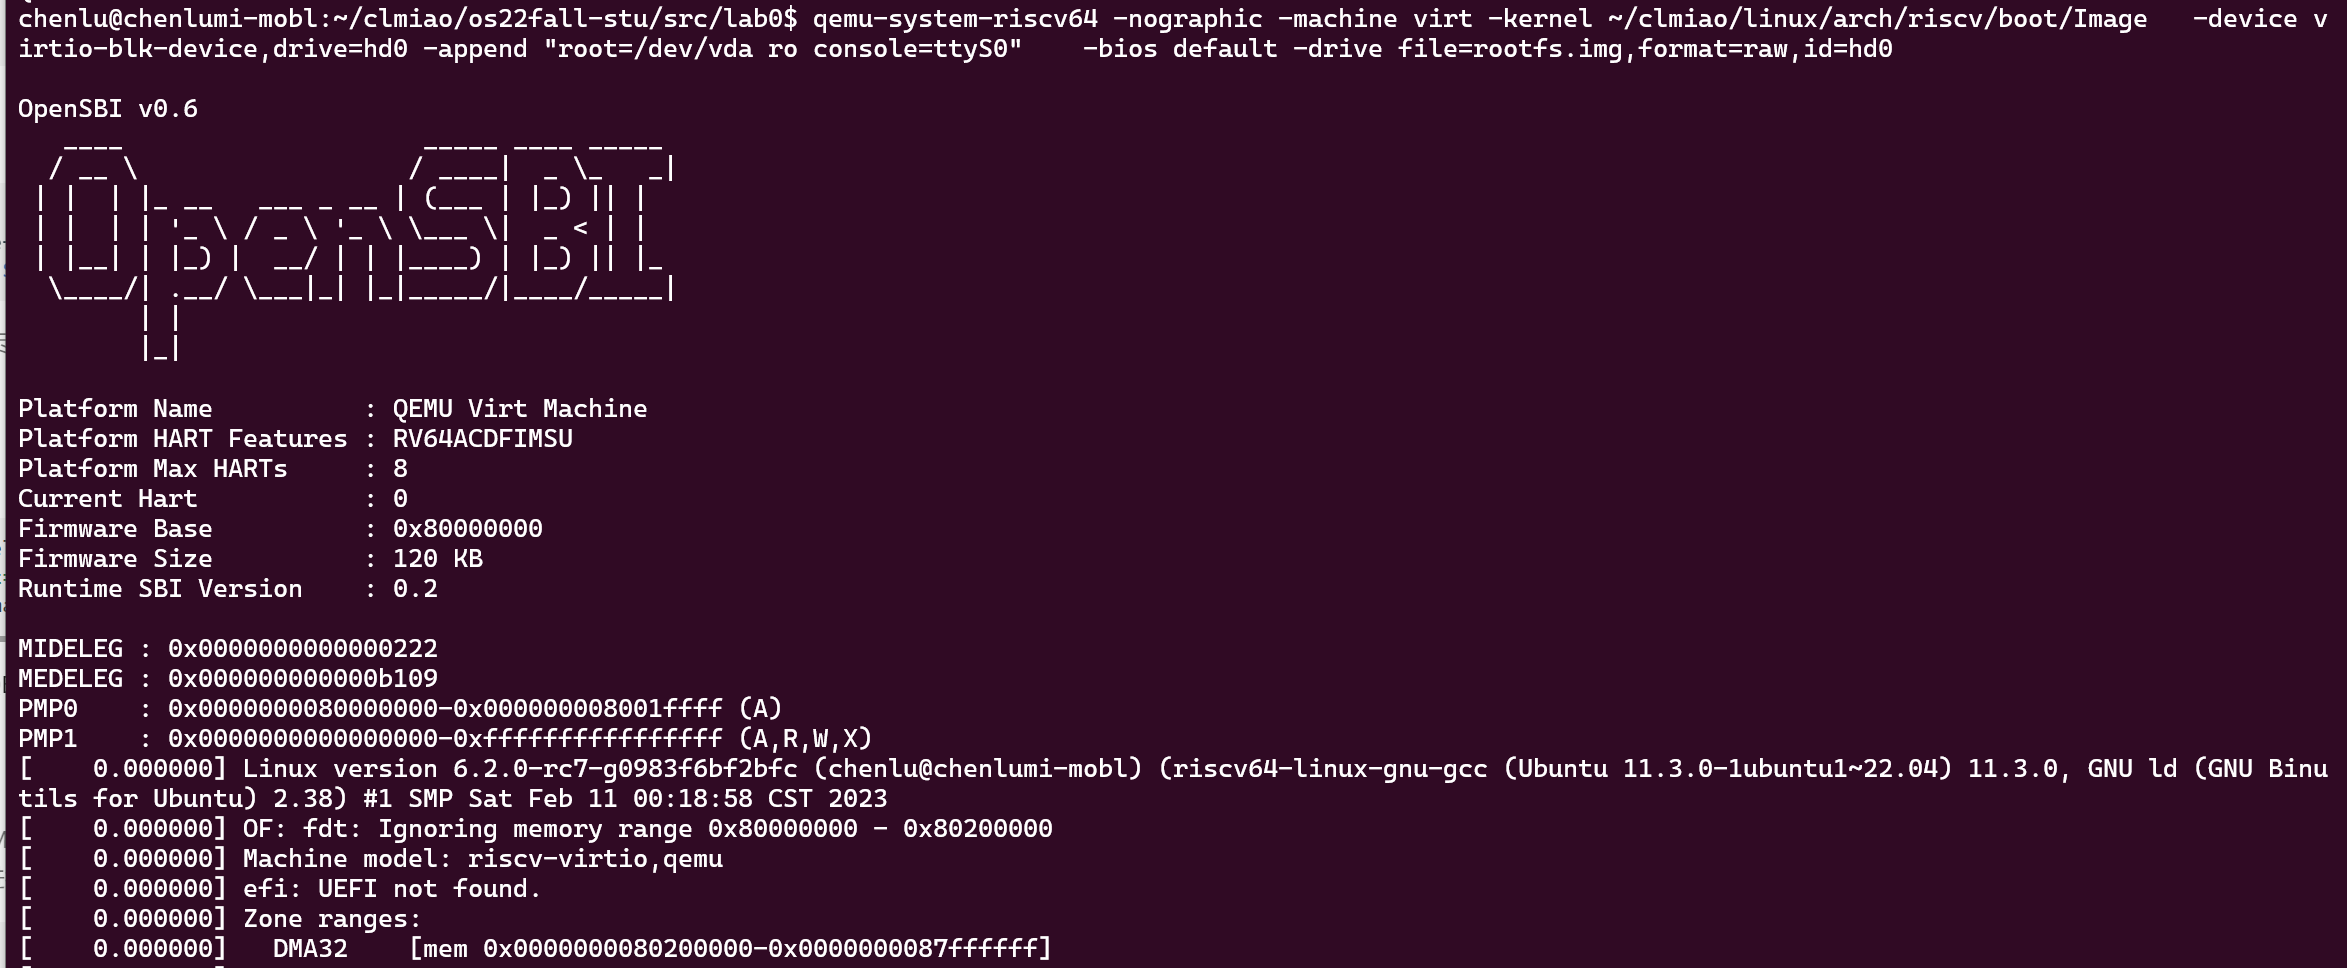 chenlu@chenlumi-mobl:~/clmiao/os22fall-stu/src/lab0$ qemu-system-riscv64 -nographic -machine virt -kernel ~/clmiao/linux/arch/riscv/boot/Image   -device v
irtio-blk-device,drive=hd0 -append "root=/dev/vda ro console=ttyS0"    -bios default -drive file=rootfs.img,format=raw,id=hd0

OpenSBI v0.6
   ____                    _____ ____ _____
  / __ \                  / ____|  _ \_   _|
 | |  | |_ __   ___ _ __ | (___ | |_) || |
 | |  | | '_ \ / _ \ '_ \ \___ \|  _ < | |
 | |__| | |_) |  __/ | | |____) | |_) || |_
  \____/| .__/ \___|_| |_|_____/|____/_____|
        | |
        |_|

Platform Name          : QEMU Virt Machine
Platform HART Features : RV64ACDFIMSU
Platform Max HARTs     : 8
Current Hart           : 0
Firmware Base          : 0x80000000
Firmware Size          : 120 KB
Runtime SBI Version    : 0.2

MIDELEG : 0x0000000000000222
MEDELEG : 0x000000000000b109
PMP0    : 0x0000000080000000-0x000000008001ffff (A)
PMP1    : 0x0000000000000000-0xffffffffffffffff (A,R,W,X)
[    0.000000] Linux version 6.2.0-rc7-g0983f6bf2bfc (chenlu@chenlumi-mobl) (riscv64-linux-gnu-gcc (Ubuntu 11.3.0-1ubuntu1~22.04) 11.3.0, GNU ld (GNU Binu
tils for Ubuntu) 2.38) #1 SMP Sat Feb 11 00:18:58 CST 2023
[    0.000000] OF: fdt: Ignoring memory range 0x80000000 - 0x80200000
[    0.000000] Machine model: riscv-virtio,qemu
[    0.000000] efi: UEFI not found.
[    0.000000] Zone ranges:
[    0.000000]   DMA32    [mem 0x0000000080200000-0x0000000087ffffff]